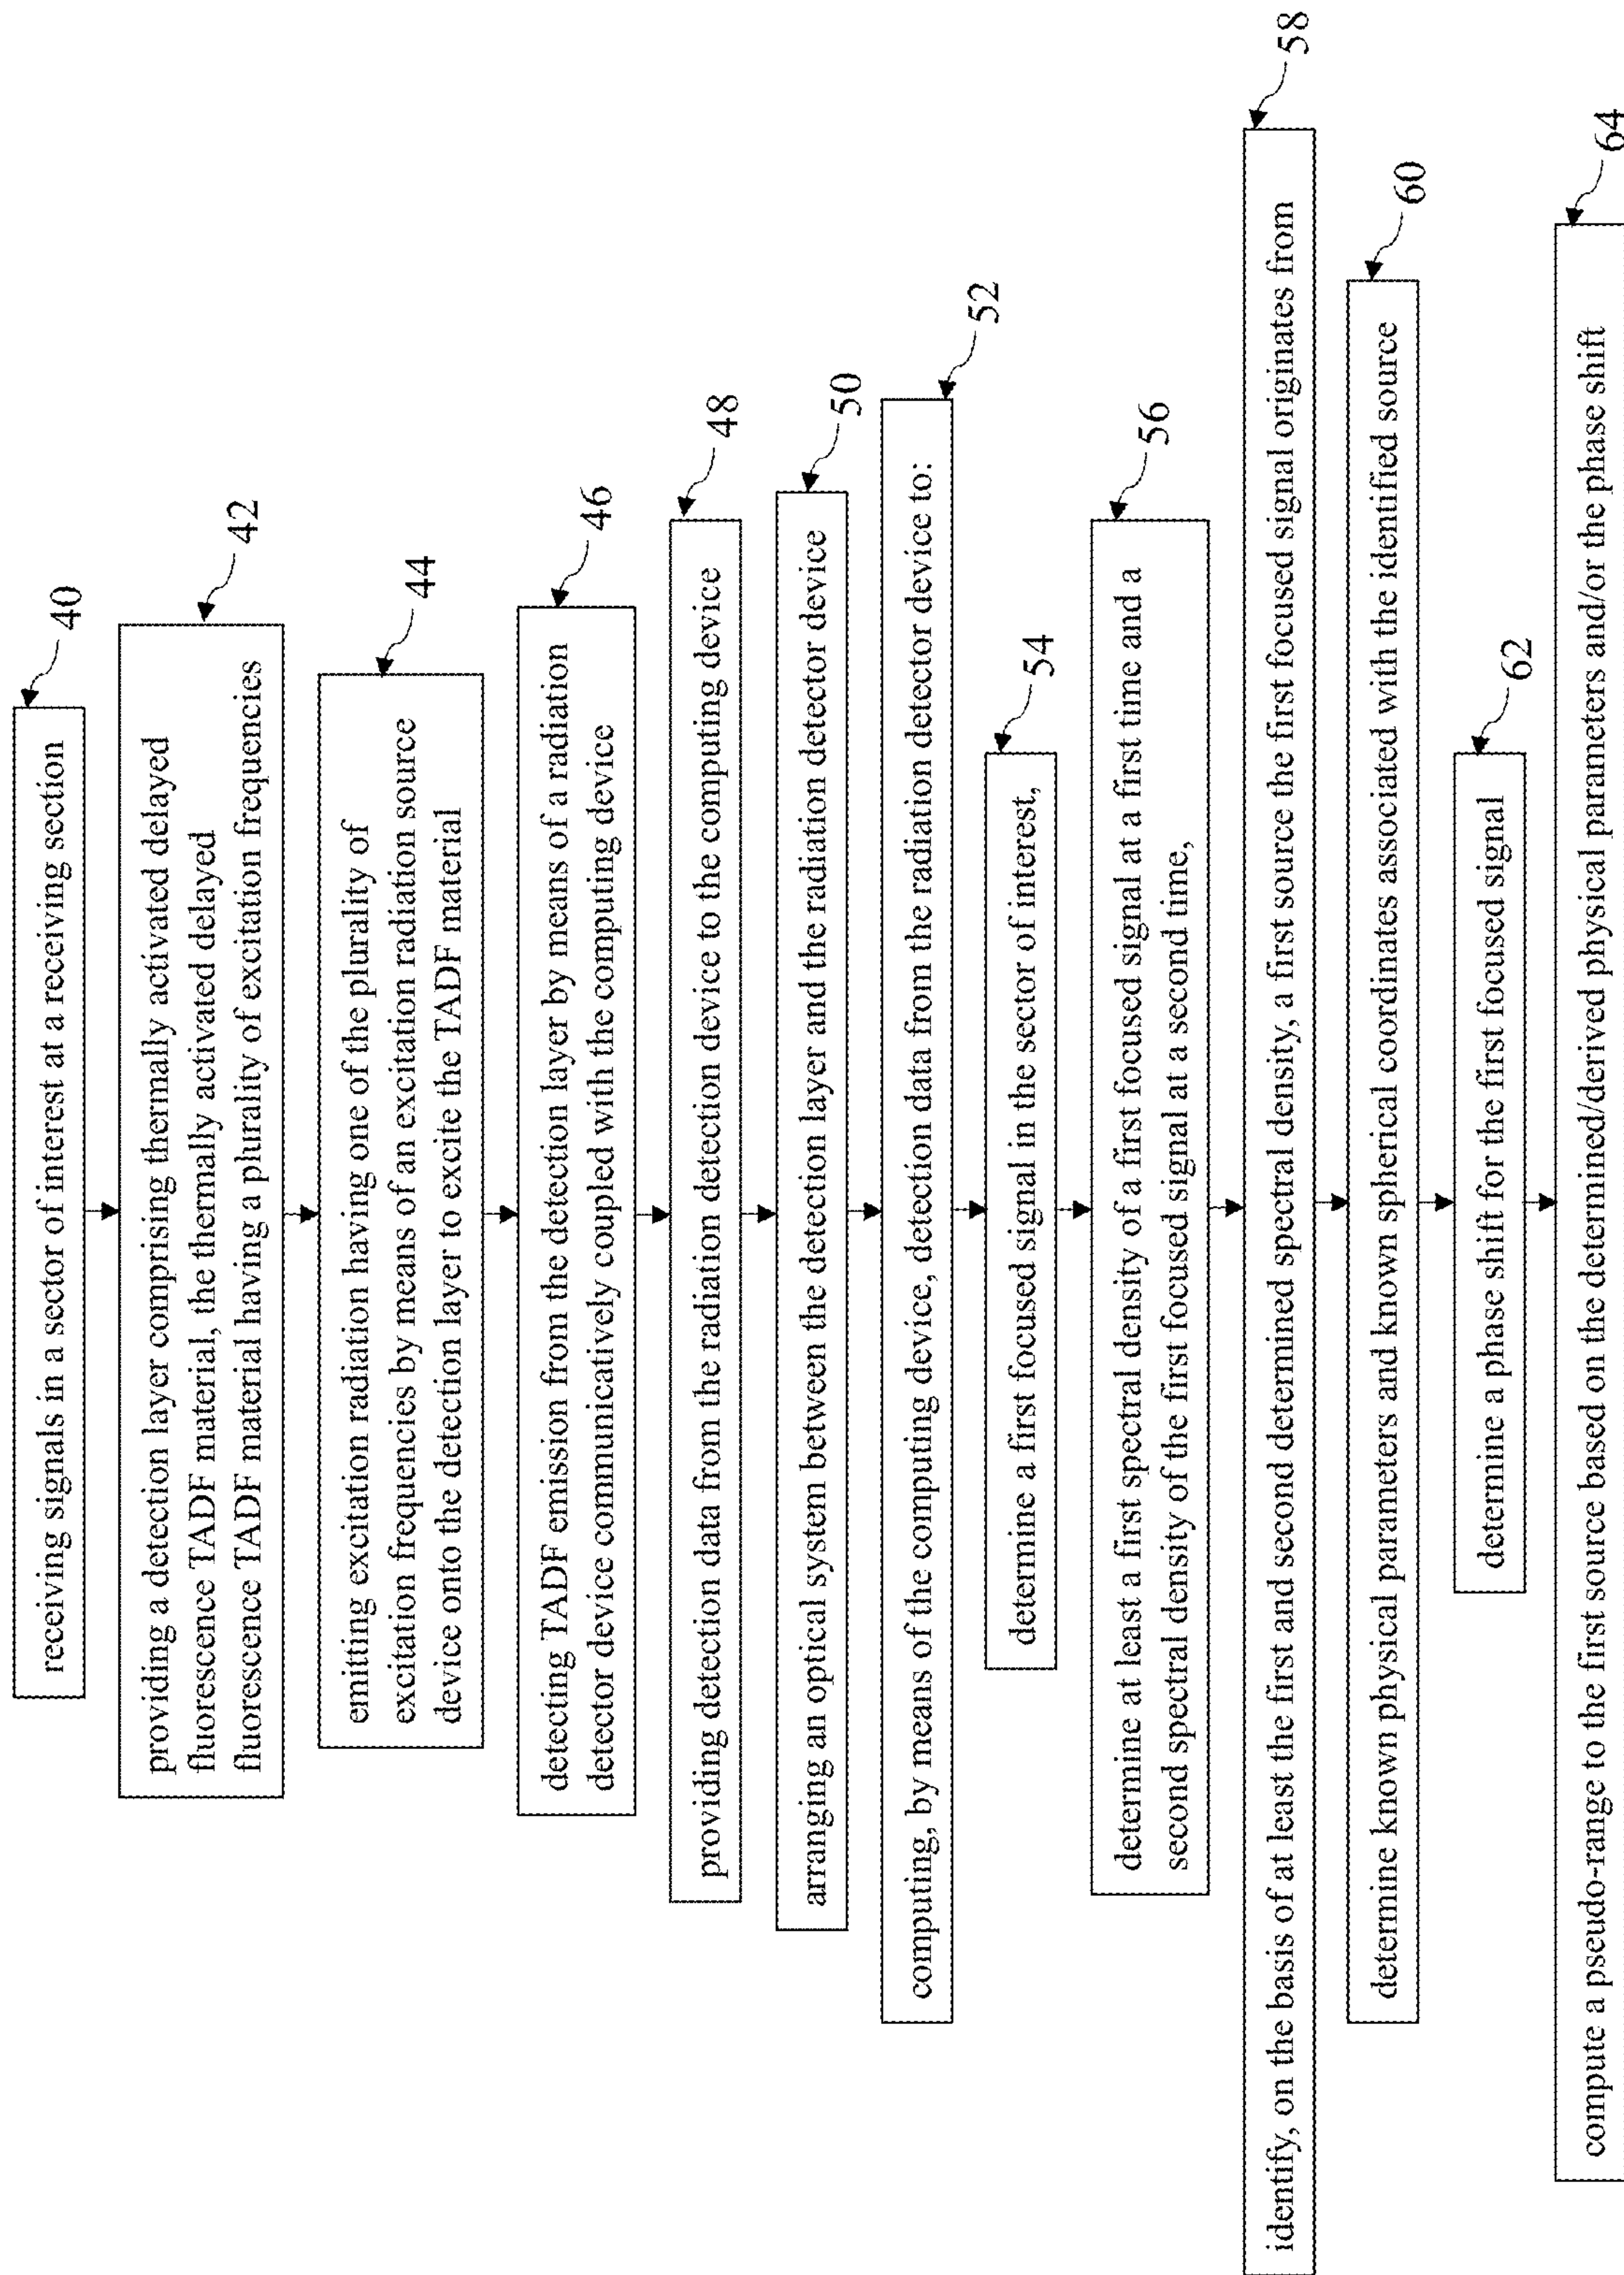 receiving signals in a sector of interest at a receiving section
40
providing a detection layer comprising thermally activated delayed
fluorescence TADF material, the thermally activated delayed
fluorescence TADF material having a plurality of excitation frequencies
42
emitting excitation radiation having one of the plurality of
excitation frequencies by means of an excitation radiation source
device onto the detection layer to excite the TADF material
44
detecting TADF emission from the detection layer by means of a radiation
detector device communicatively coupled with the computing device
46
providing detection data from the radiation detection device to the computing device
48
arranging an optical system between the detection layer and the radiation detector device
50
computing, by means of the computing device, detection data from the radiation detector device to:
52
determine a first focused signal in the sector of interest,
54
determine at least a first spectral density of a first focused signal at a first time and a
second spectral density of the first focused signal at a second time,
56
identify, on the basis of at least the first and second determined spectral density, a first source the first focused signal originates from
58
determine known physical parameters and known spherical coordinates associated with the identified source
60
determine a phase shift for the first focused signal
62
compute a pseudo-range to the first source based on the determined/derived physical parameters and/or the phase shift
64